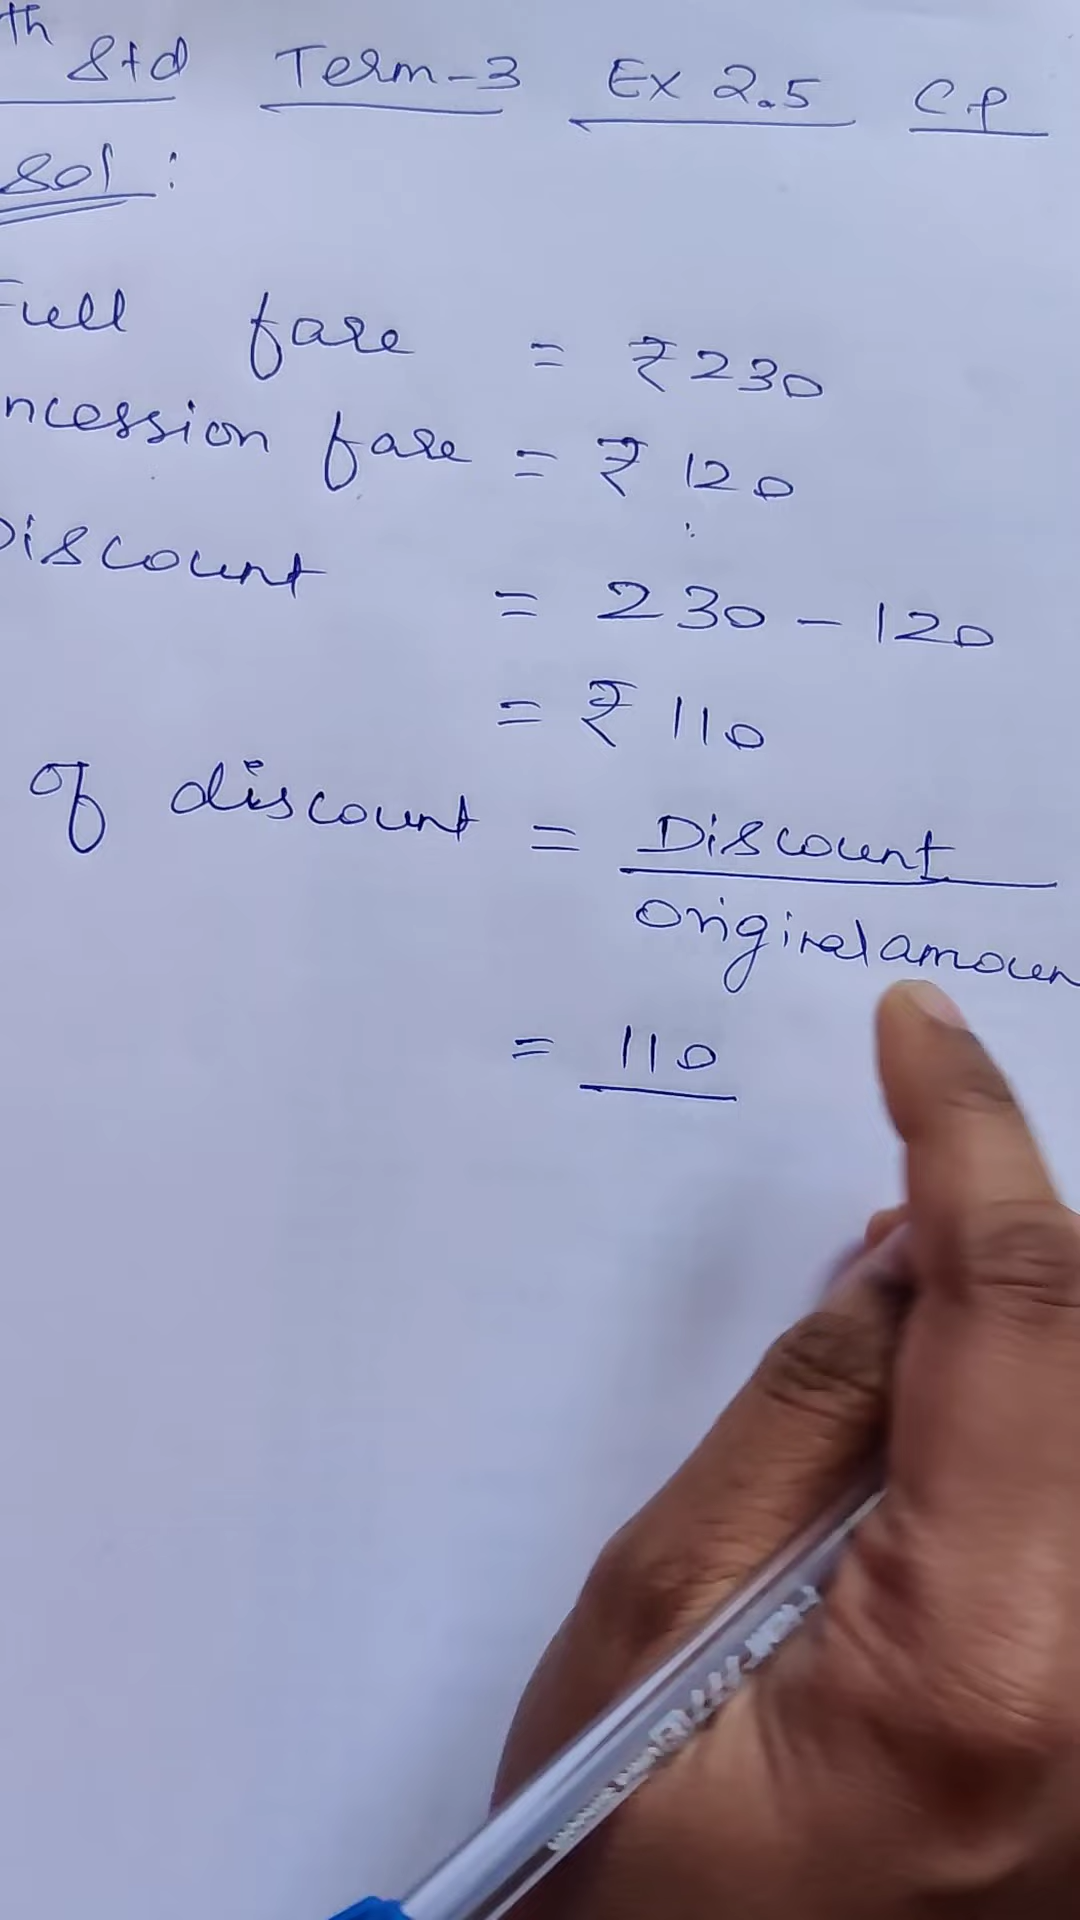 th Std Term-3 Ex 2.5 CP
Sol :
Full fare = ₹ 230
ncession fare = ₹ 120
Discount = 230 - 120
= ₹ 110
of discount = Discount
Original amoun
= 110